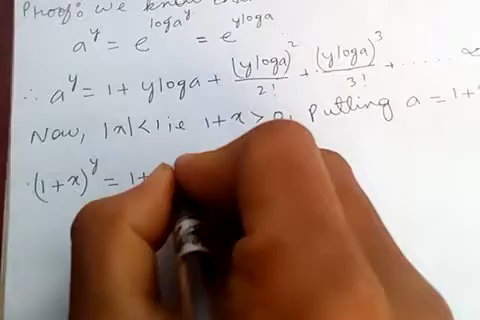 Proof: we know
a^y = e^{log a^y} = e^{y log a}
∴ a^y = 1 + y log a + (y log a)^2/2! + (y log a)^3/3! + ...... ∞
Now, |x| < 1 ie 1 + x > 0, Putting a = 1 +
(1 + x)^y = 1 +